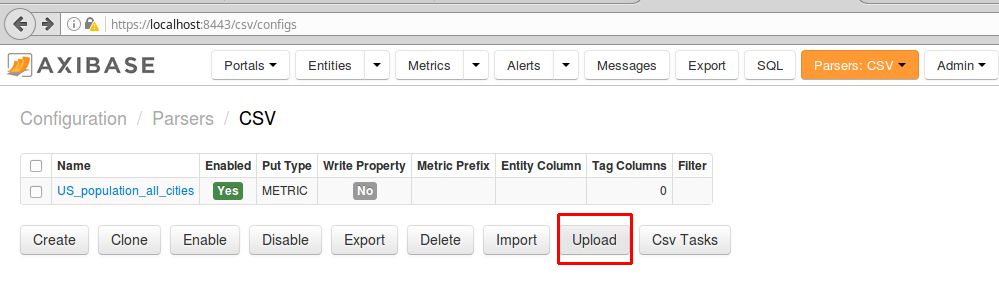 https://localhost:8443/csv/configs
AXIBASE Portals Entities Metrics Alerts Messages Export SQL Parsers: CSV Admin
Configuration / Parsers / CSV
Name Enabled Put Type Write Property Metric Prefix Entity Column Tag Columns Filter
US_population_all_cities Yes METRIC No 0
Create Clone Enable Disable Export Delete Import Upload Csv Tasks